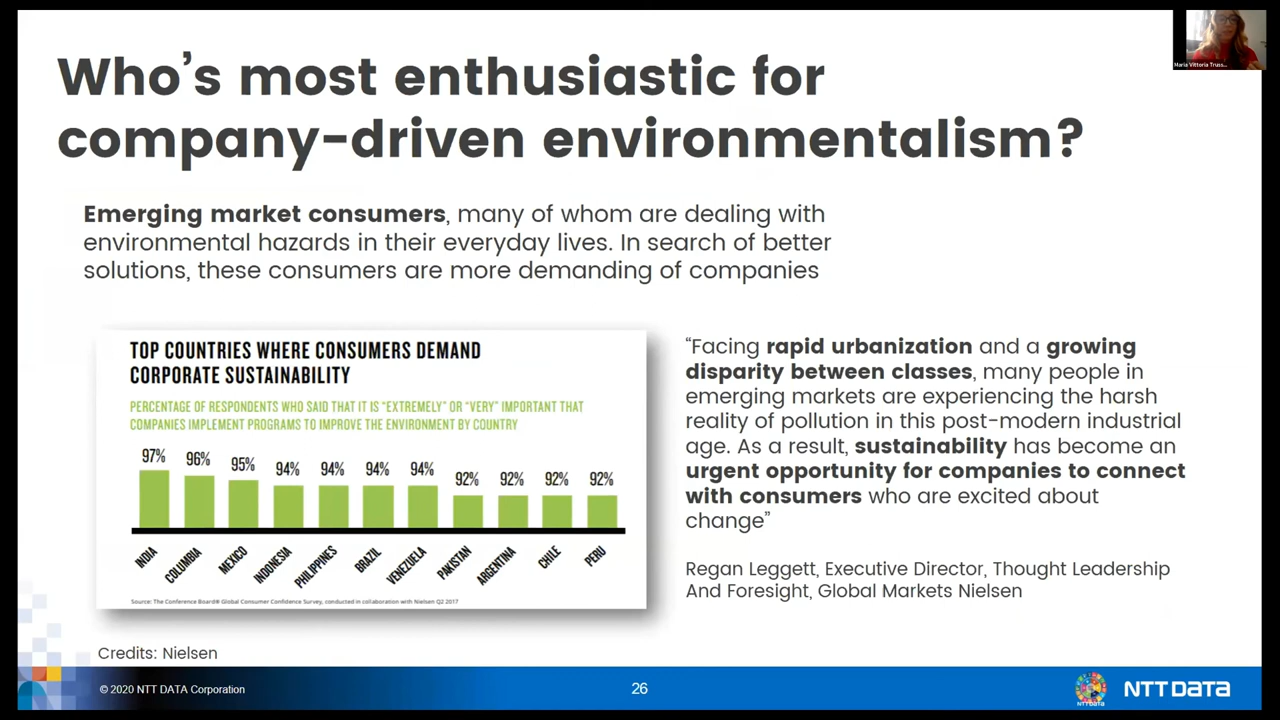 Who's most enthusiastic for
company-driven environmentalism?
Maria Vittoria Truss...
Emerging market consumers, many of whom are dealing with
environmental hazards in their everyday lives. In search of better
solutions, these consumers are more demanding of companies
TOP COUNTRIES WHERE CONSUMERS DEMAND
CORPORATE SUSTAINABILITY
PERCENTAGE OF RESPONDENTS WHO SAID THAT IT IS “EXTREMELY” OR “VERY” IMPORTANT THAT
COMPANIES IMPLEMENT PROGRAMS TO IMPROVE THE ENVIRONMENT BY COUNTRY
97% 96% 95% 94% 94% 94% 94% 92% 92% 92% 92%
INDIA COLUMBIA MEXICO INDONESIA PHILIPPINES BRAZIL VENEZUELA PAKISTAN ARGENTINA CHILE PERU
Source: The Conference Board® Global Consumer Confidence Survey, conducted in collaboration with Nielsen Q2 2017
“Facing rapid urbanization and a growing
disparity between classes, many people in
emerging markets are experiencing the harsh
reality of pollution in this post-modern industrial
age. As a result, sustainability has become an
urgent opportunity for companies to connect
with consumers who are excited about
change”
Regan Leggett, Executive Director, Thought Leadership
And Foresight, Global Markets Nielsen
Credits: Nielsen
© 2020 NTT DATA Corporation
26
NTT DATA
NTT DATA